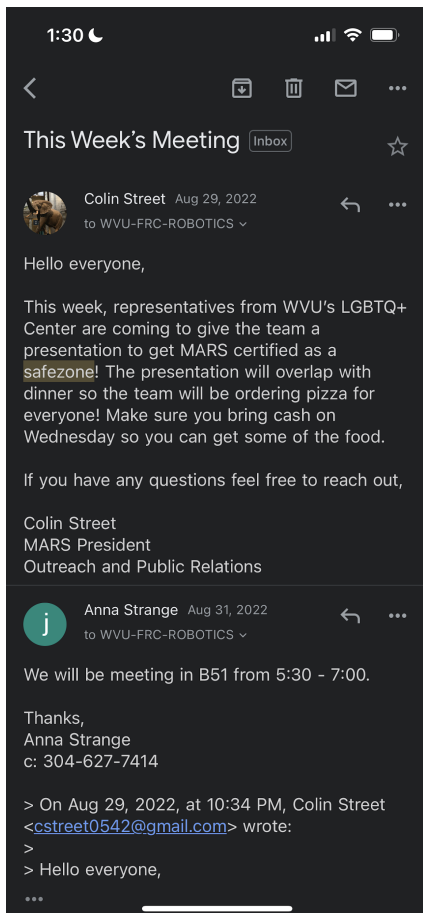 1:30
This Week's Meeting Inbox
Colin Street Aug 29, 2022
to WVU-FRC-ROBOTICS
Hello everyone,
This week, representatives from WVU's LGBTQ+
Center are coming to give the team a
presentation to get MARS certified as a
safezone! The presentation will overlap with
dinner so the team will be ordering pizza for
everyone! Make sure you bring cash on
Wednesday so you can get some of the food.
If you have any questions feel free to reach out,
Colin Street
MARS President
Outreach and Public Relations
j
Anna Strange Aug 31, 2022
to WVU-FRC-ROBOTICS
We will be meeting in B51 from 5:30 - 7:00.
Thanks,
Anna Strange
c: 304-627-7414
> On Aug 29, 2022, at 10:34 PM, Colin Street
<cstreet0542@gmail.com> wrote:
>
> Hello everyone,